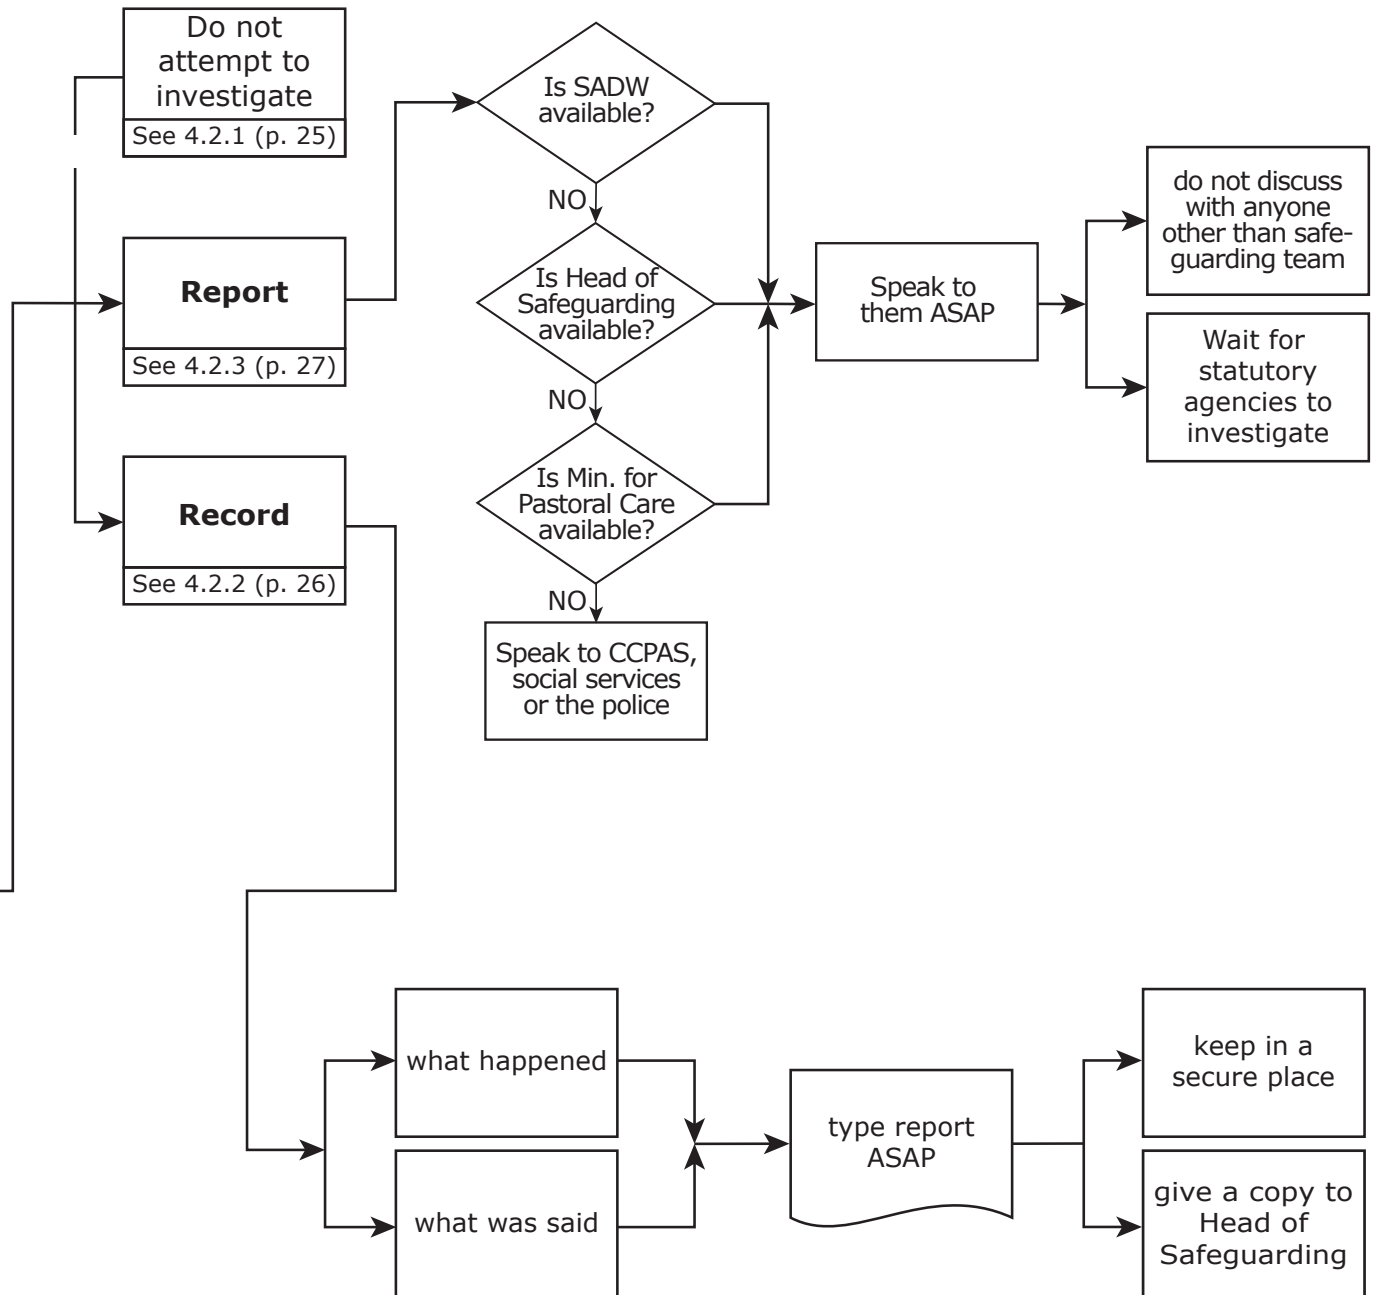 Do not
attempt to
investigate
See 4.2.1 (p. 25)
Report
See 4.2.3 (p. 27)
Record
See 4.2.2 (p. 26)
Is SADW
available?
NO
Is Head of
Safeguarding
available?
NO
Is Min. for
Pastoral Care
available?
NO
Speak to CCPAS,
social services
or the police
Speak to
them ASAP
do not discuss
with anyone
other than safe-
guarding team
Wait for
statutory
agencies to
investigate
what happened
what was said
type report
ASAP
keep in a
secure place
give a copy to
Head of
Safeguarding